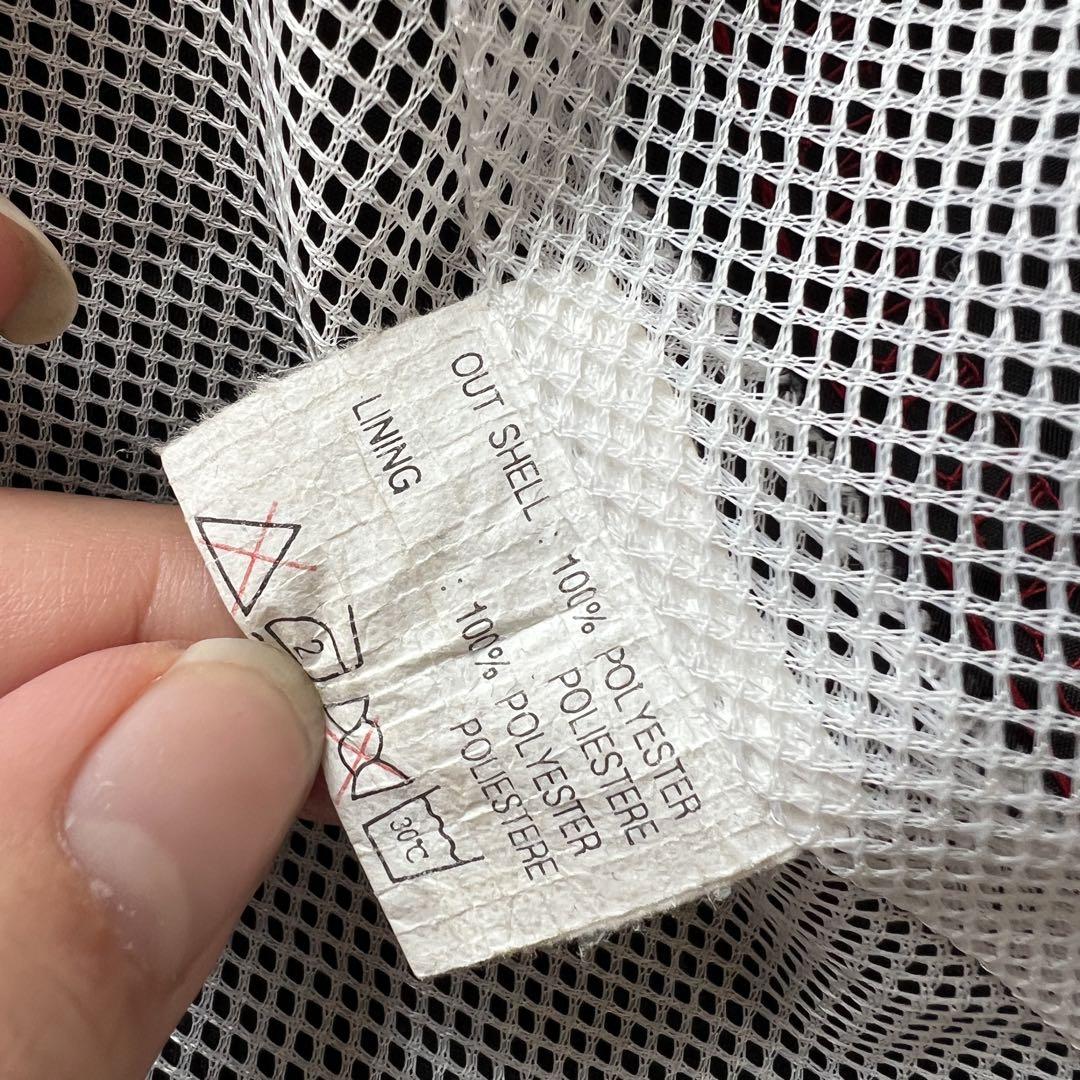 OUT SHELL : 100% POLYESTER
POLIESTERE
LINING : 100% POLYESTER
POLIESTERE
2
30°C